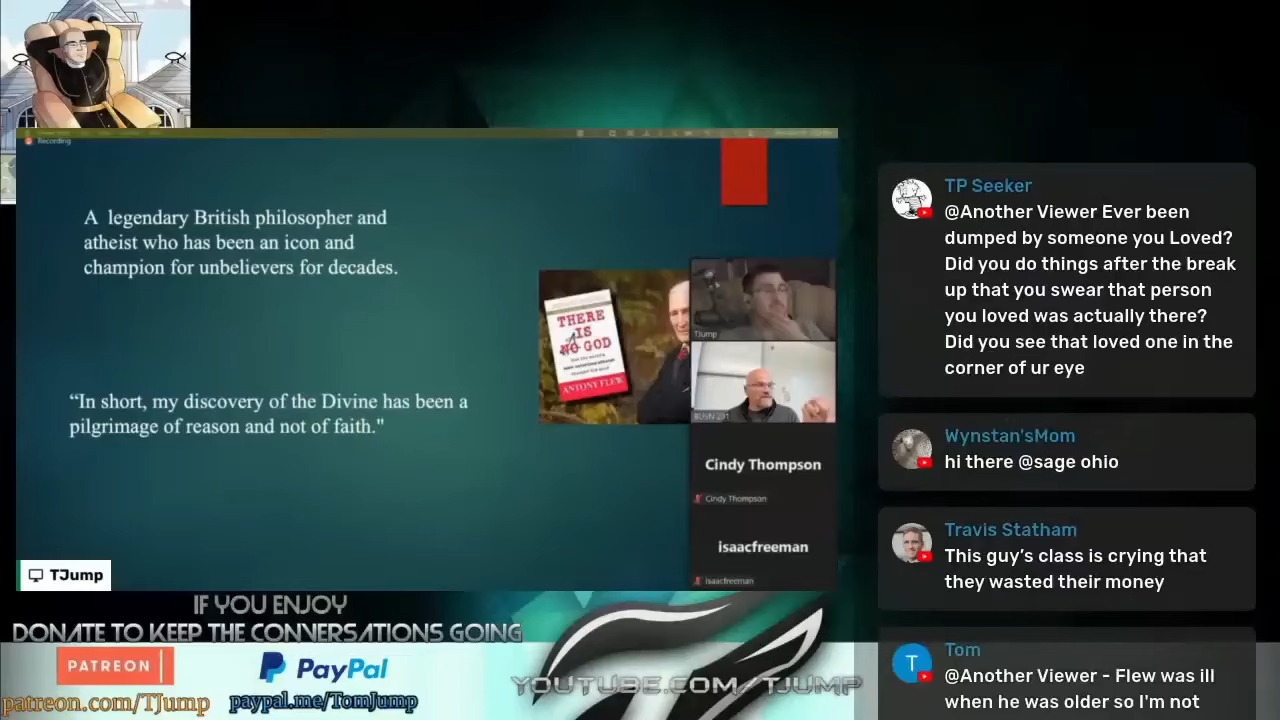 Recording
A legendary British philosopher and
atheist who has been an icon and
champion for unbelievers for decades.
"In short, my discovery of the Divine has been a
pilgrimage of reason and not of faith."
THERE
IS
NO GOD
ANTONY FLEW
TJump
Cindy Thompson
Cindy Thompson
isaacfreeman
isaacfreeman
TJump
IF YOU ENJOY
DONATE TO KEEP THE CONVERSATIONS GOING
PATREON
PayPal
patreon.com/TJump
paypal.me/TomJump
YOUTUBE.COM/TJUMP
TP Seeker
@Another Viewer Ever been
dumped by someone you Loved?
Did you do things after the break
up that you swear that person
you loved was actually there?
Did you see that loved one in the
corner of ur eye
Wynstan'sMom
hi there @sage ohio
Travis Statham
This guy’s class is crying that
they wasted their money
T
Tom
@Another Viewer - Flew was ill
when he was older so I'm not